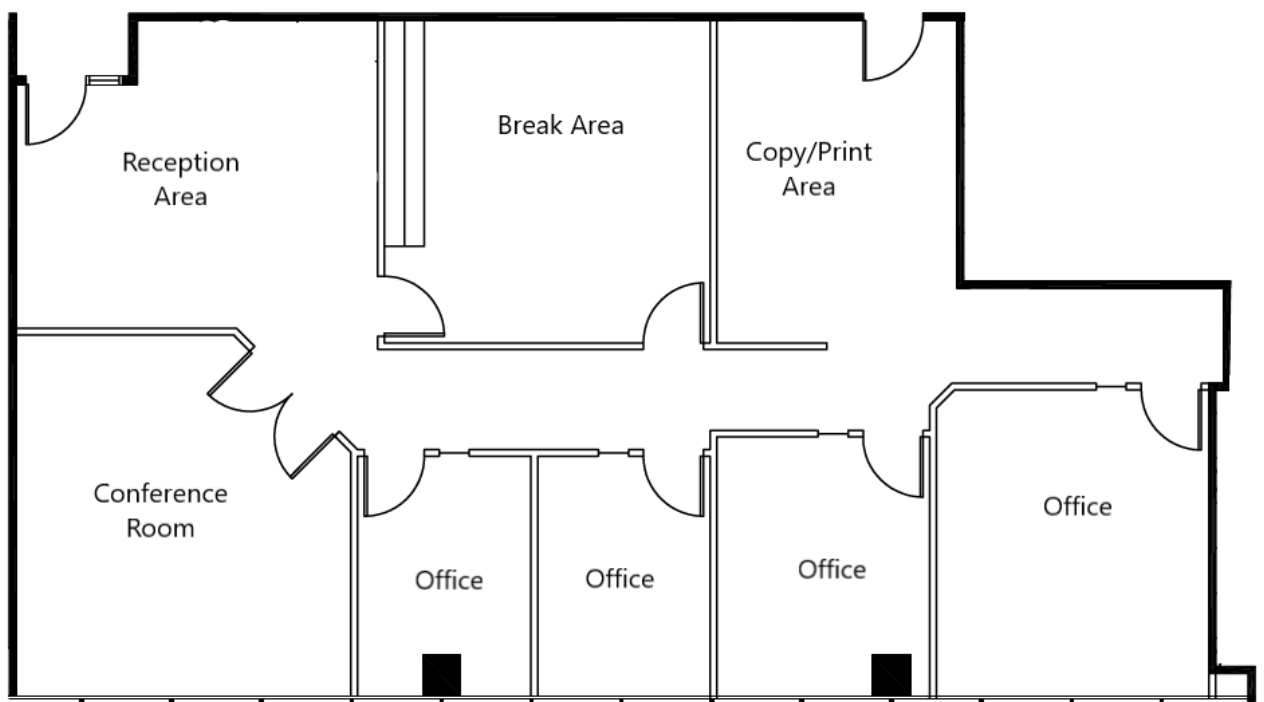 Break Area
Copy/Print
Area
Reception
Area
Conference
Room
Office
Office
Office
Office